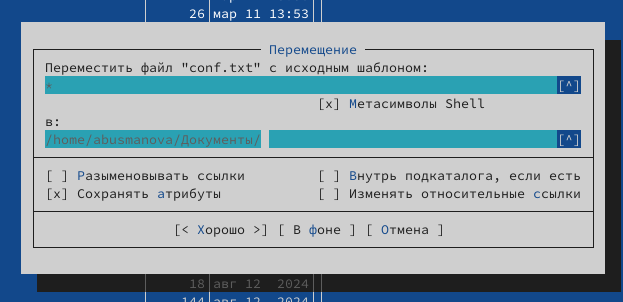 26 мар 11 13:53
Перемещение
Переместить файл "conf.txt" с исходным шаблоном:
* [^]
[x] Метасимволы Shell
в:
/home/abusmanova/Документы/ [^]
[ ] Разыменовывать ссылки [ ] Внутрь подкаталога, если есть
[x] Сохранять атрибуты [ ] Изменять относительные ссылки
[< Хорошо >] [ В фоне ] [ Отмена ]
18 авг 12 2024
144 авг 12 2024